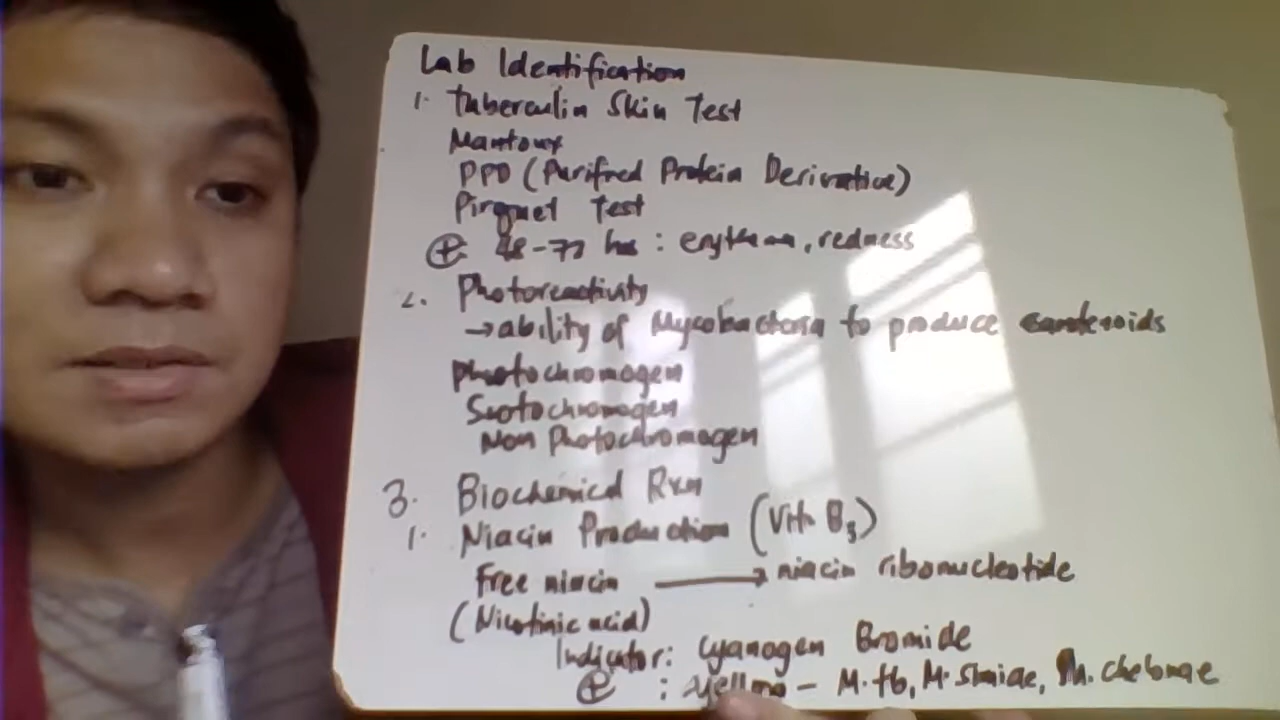 Lab Identification
1. Tuberculin Skin Test
Mantoux
PPD (Purified Protein Derivative)
Pirquet Test
⊕ 48-72 hrs : erythema, redness
2. Photoreactivity
→ ability of Mycobacteria to produce carotenoids
Photochromogen
Scotochromogen
Non Photochromogen
3. Biochemical Rxn
1. Niacin Production (Vit B3)
Free niacin ⟶ niacin ribonucleotide
(Nicotinic acid)
Indicator: Cyanogen Bromide
⊕ : yellow - M.tb, M. Simiae, M. chelonae